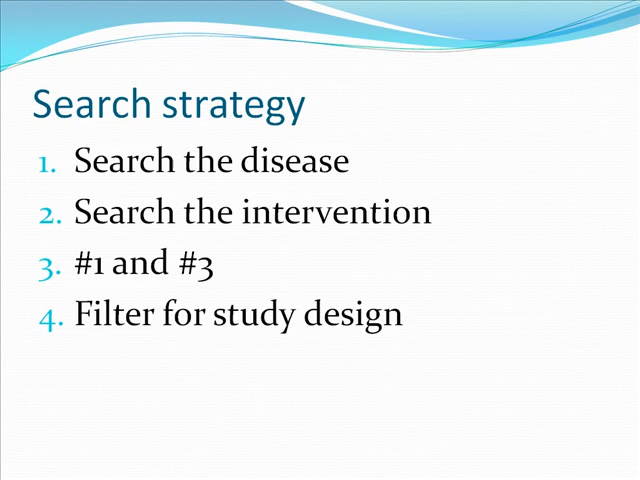 Search strategy
1. Search the disease
2. Search the intervention
3. #1 and #3
4. Filter for study design